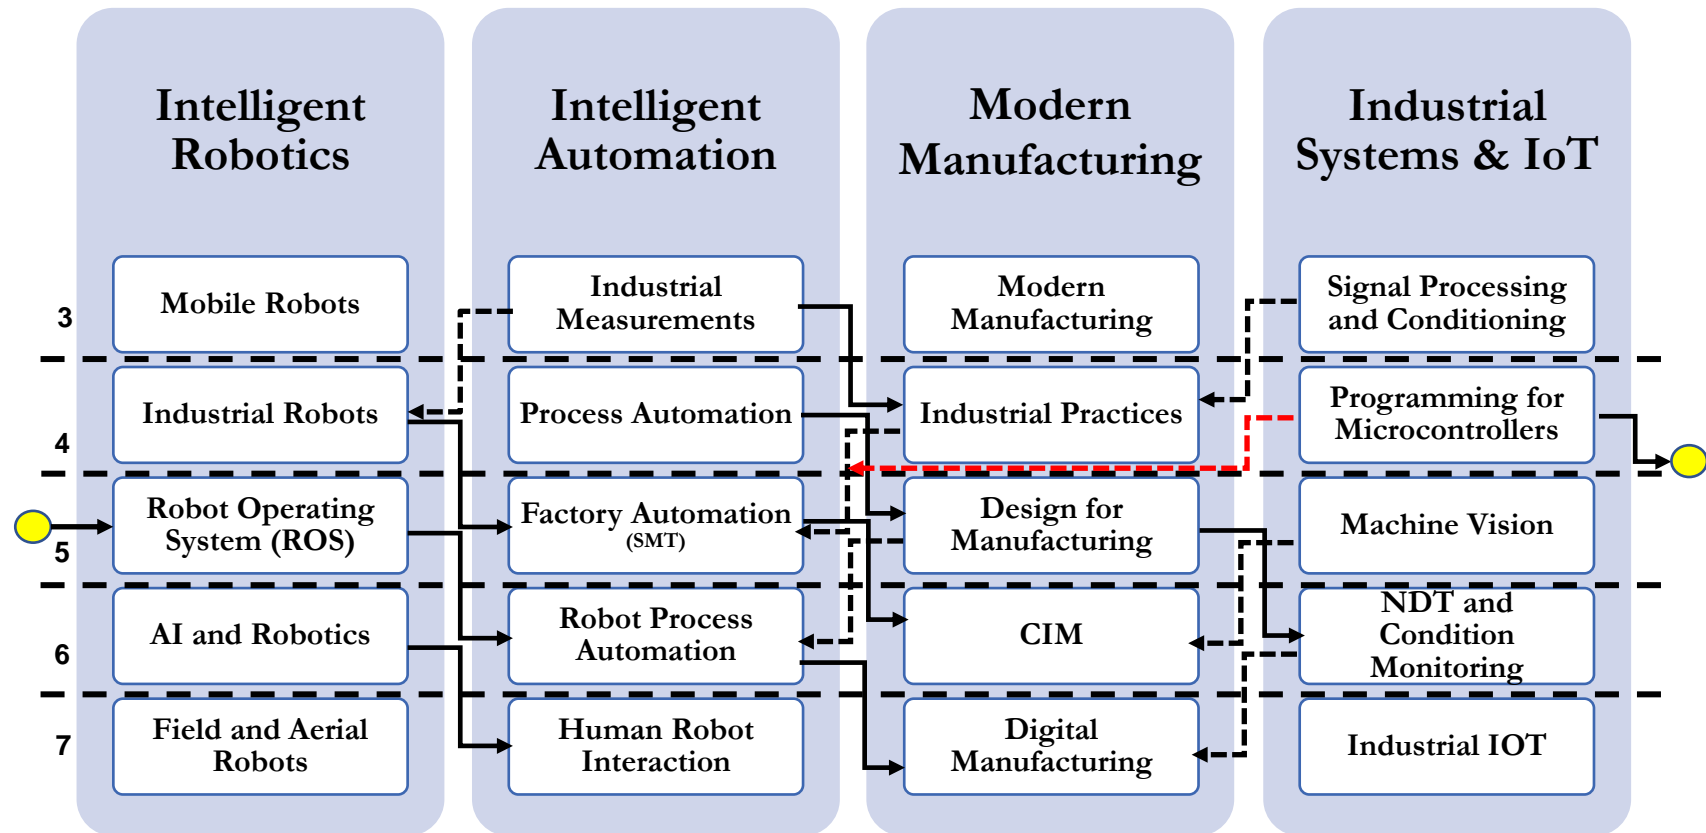 Intelligent
Robotics
Intelligent
Automation
Modern
Manufacturing
Industrial
Systems & IoT
3
Mobile Robots
Industrial
Measurements
Modern
Manufacturing
Signal Processing
and Conditioning
4
Industrial Robots
Process Automation
Industrial Practices
Programming for
Microcontrollers
5
Robot Operating
System (ROS)
Factory Automation
(SMT)
Design for
Manufacturing
Machine Vision
6
AI and Robotics
Robot Process
Automation
CIM
NDT and
Condition
Monitoring
7
Field and Aerial
Robots
Human Robot
Interaction
Digital
Manufacturing
Industrial IOT